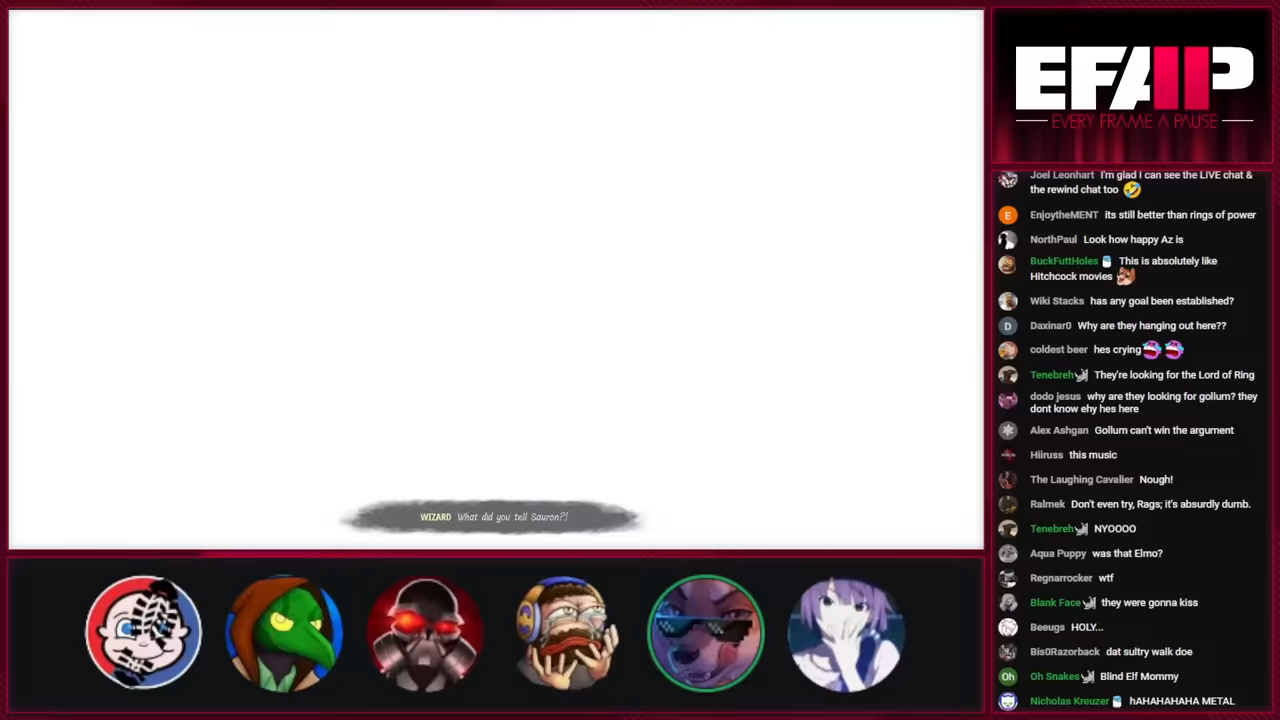 EFAP
EVERY FRAME A PAUSE
Joel Leonhart I'm glad I can see the LIVE chat &
the rewind chat too 🤣
E EnjoytheMENT its still better than rings of power
NorthPaul Look how happy Az is
BuckFuttHoles This is absolutely like
Hitchcock movies
Wiki Stacks has any goal been established?
D Daxinar0 Why are they hanging out here??
coldest beer hes crying
Tenebreh They're looking for the Lord of Ring
dodo jesus why are they looking for gollum? they
dont know ehy hes here
Alex Ashgan Gollum can't win the argument
Hiiruss this music
The Laughing Cavalier Nough!
Ralmek Don't even try, Rags; it's absurdly dumb.
Tenebreh NYOOOO
Aqua Puppy was that Elmo?
Regnarrocker wtf
Blank Face they were gonna kiss
Beeugs HOLY...
Bis0Razorback dat sultry walk doe
Oh Oh Snakes Blind Elf Mommy
Nicholas Kreuzer hAHAHAHAHA METAL
WIZARD What did you tell Sauron?!